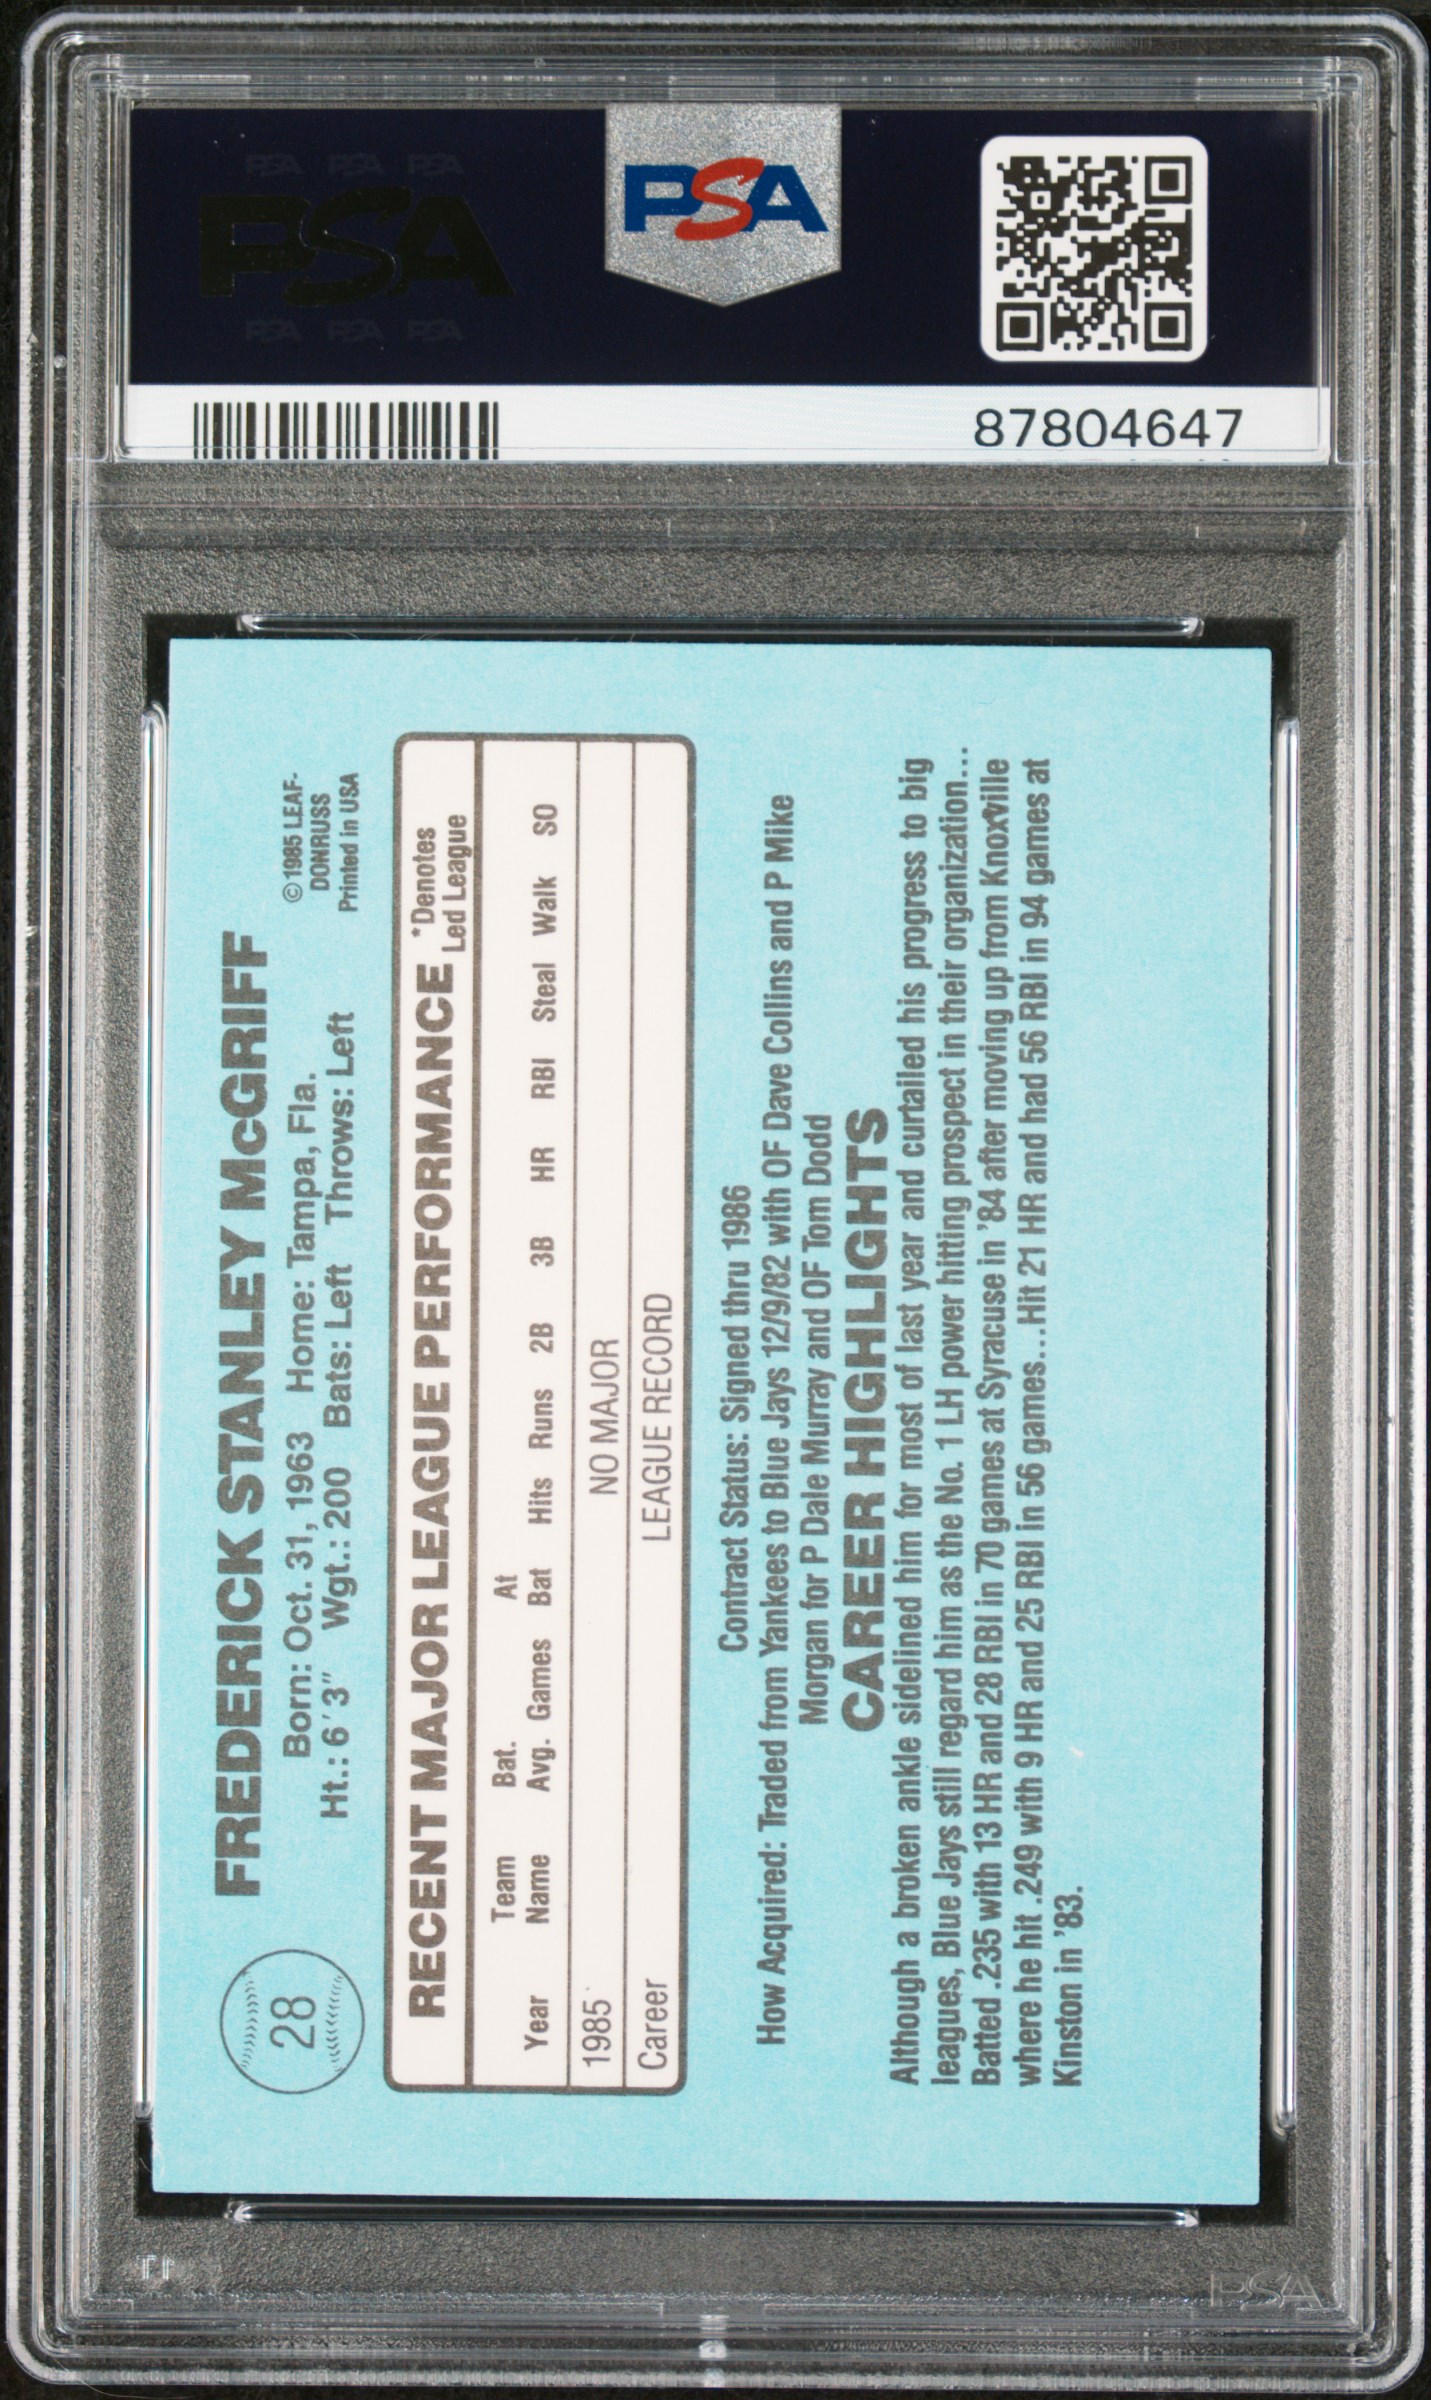 PSA PSA PSA
PSA
PSA PSA PSA
PSA
87804647
28
FREDERICK STANLEY McGRIFF
Born: Oct. 31, 1963 Home: Tampa, Fla.
Ht.: 6'3" Wgt.: 200 Bats: Left Throws: Left
© 1985 LEAF-
DONRUSS
Printed in USA
RECENT MAJOR LEAGUE PERFORMANCE
*Denotes
Led League
Team Bat. At
Year Name Avg. Games Bat Hits Runs 2B 3B HR RBI Steal Walk SO
1985 NO MAJOR
Career LEAGUE RECORD
Contract Status: Signed thru 1986
How Acquired: Traded from Yankees to Blue Jays 12/9/82 with OF Dave Collins and P Mike
Morgan for P Dale Murray and OF Tom Dodd
CAREER HIGHLIGHTS
Although a broken ankle sidelined him for most of last year and curtailed his progress to big
leagues, Blue Jays still regard him as the No. 1 LH power hitting prospect in their organization...
Batted .235 with 13 HR and 28 RBI in 70 games at Syracuse in '84 after moving up from Knoxville
where he hit .249 with 9 HR and 25 RBI in 56 games...Hit 21 HR and had 56 RBI in 94 games at
Kinston in '83.
PSA